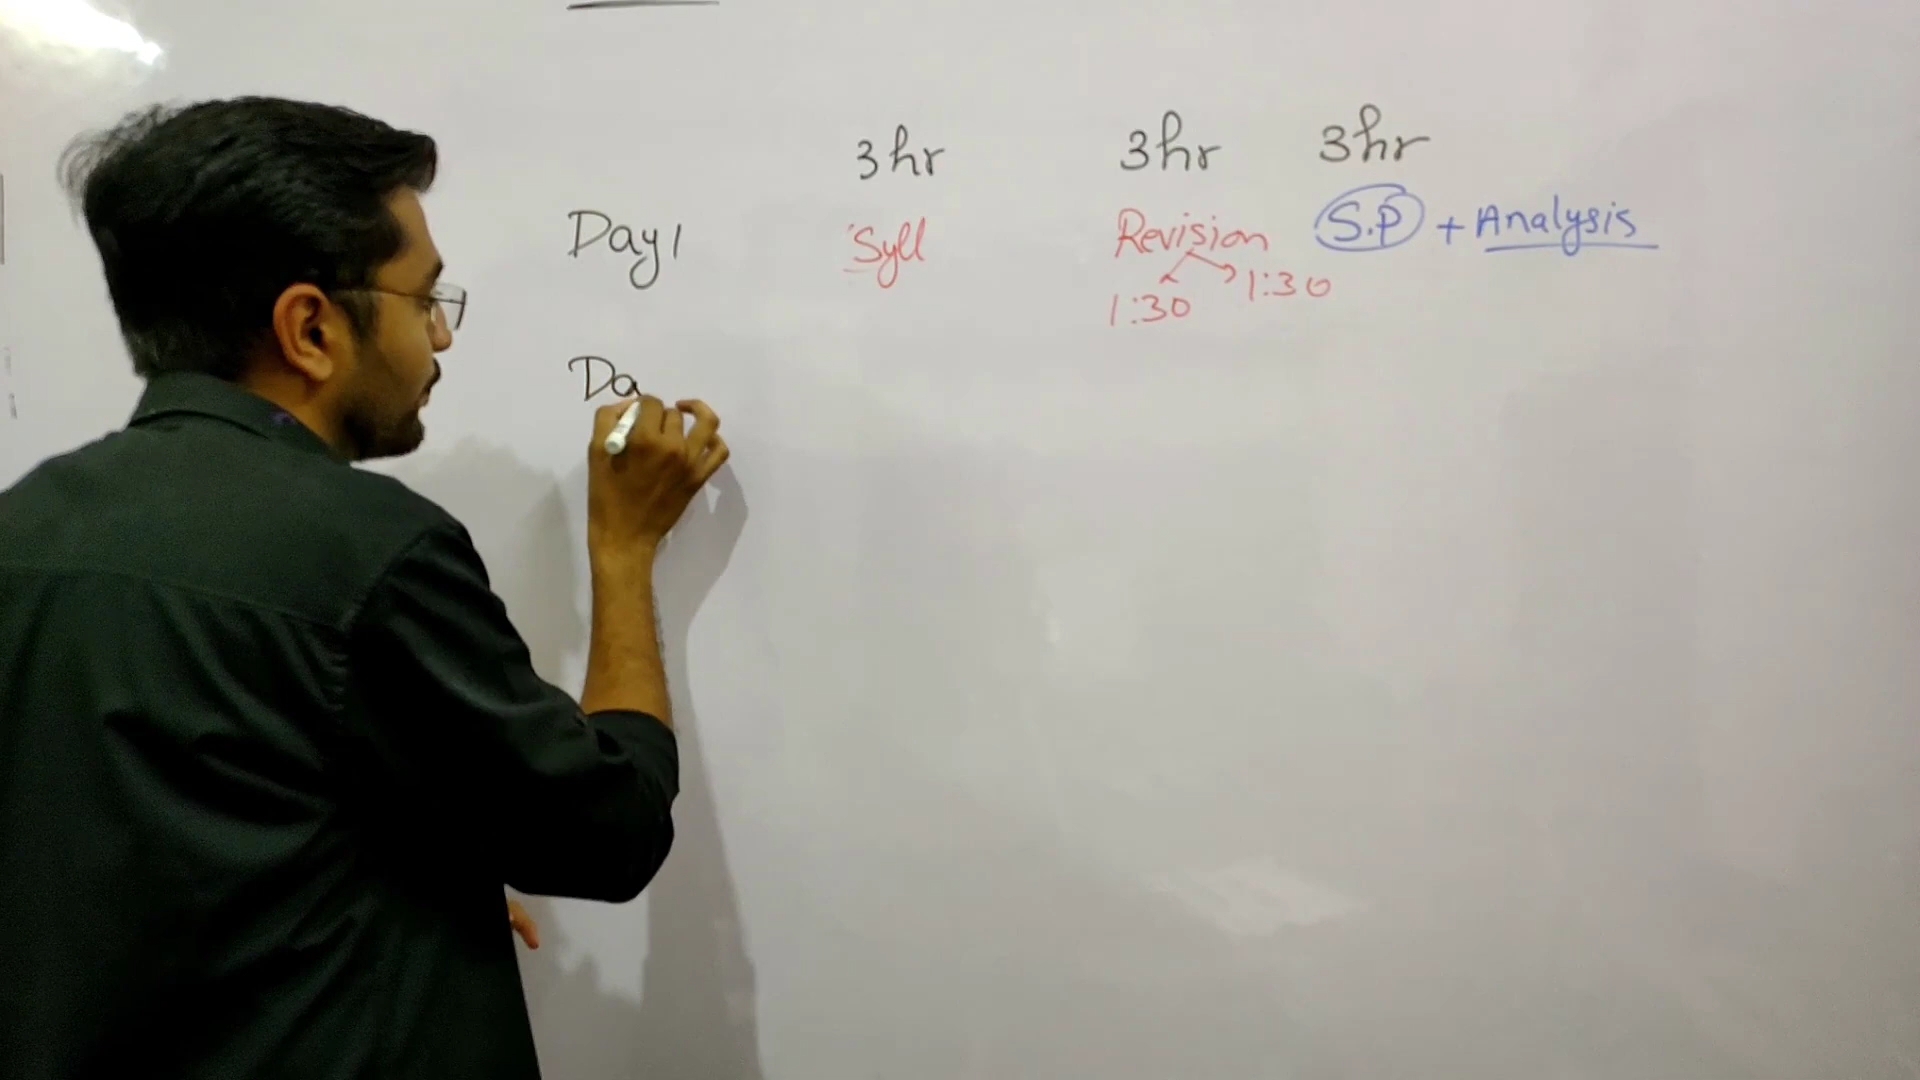 3hr 3hr 3hr
Day1 Syll Revision S.P + Analysis
1:30 1:30
Da